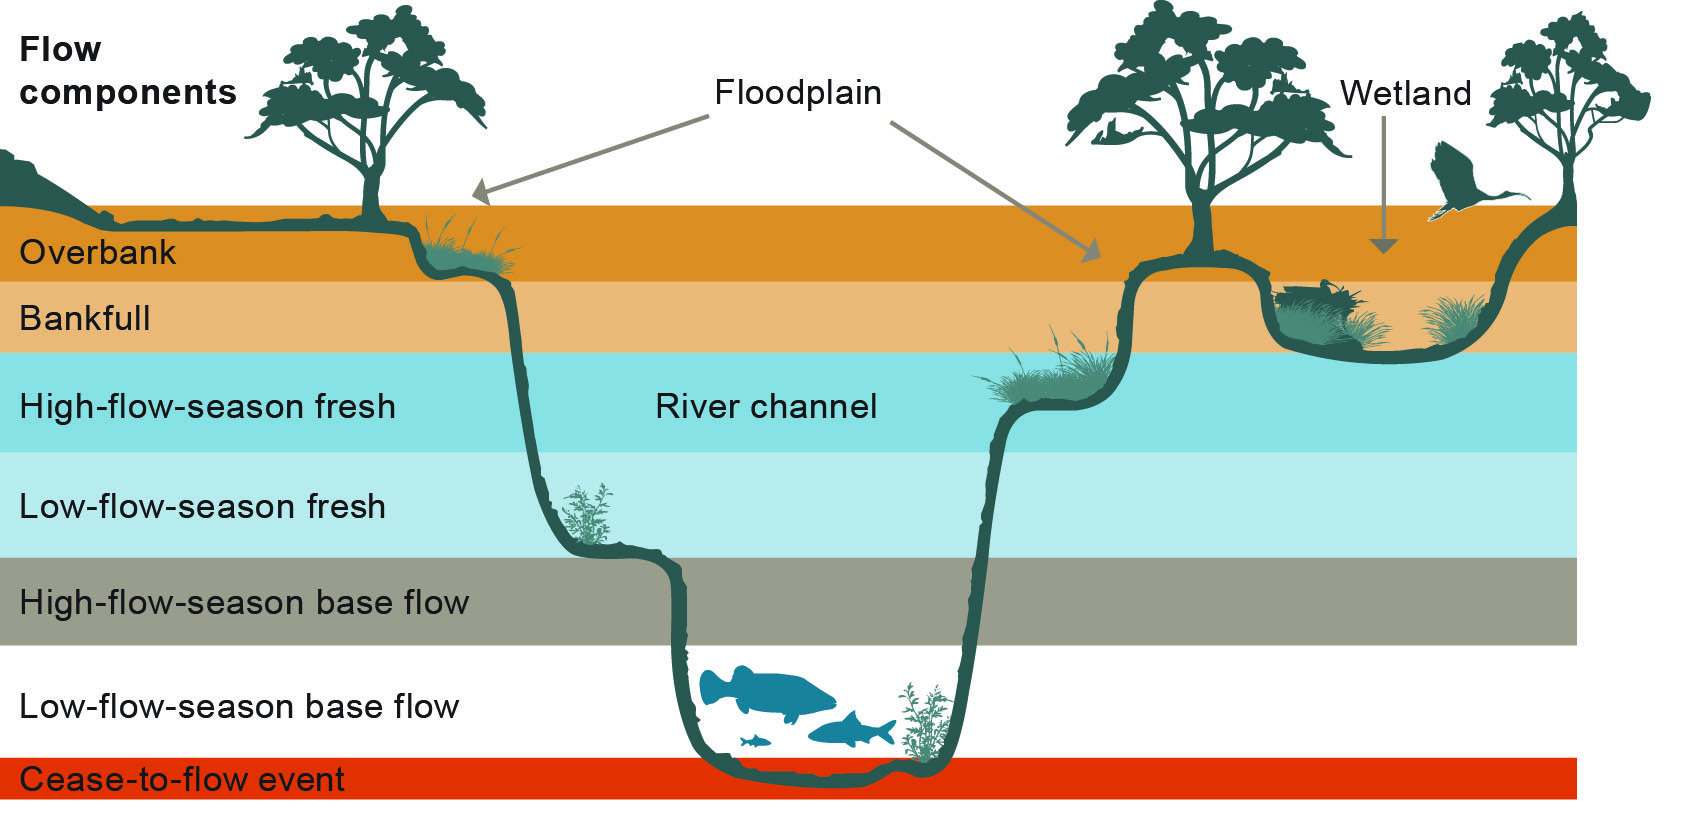 Flow
components
Floodplain
Wetland
Overbank
Bankfull
High-flow-season fresh
River channel
Low-flow-season fresh
High-flow-season base flow
Low-flow-season base flow
Cease-to-flow event